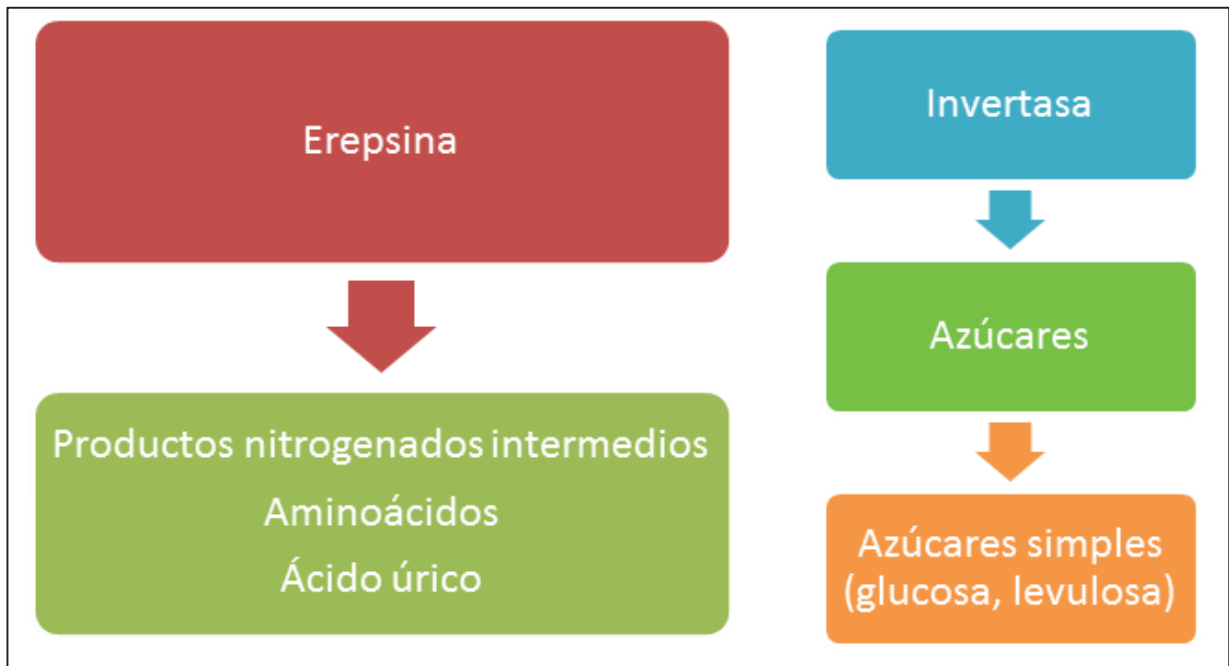 Erepsina
Productos nitrogenados intermedios
Aminoácidos
Ácido úrico
Invertasa
Azúcares
Azúcares simples
(glucosa, levulosa)